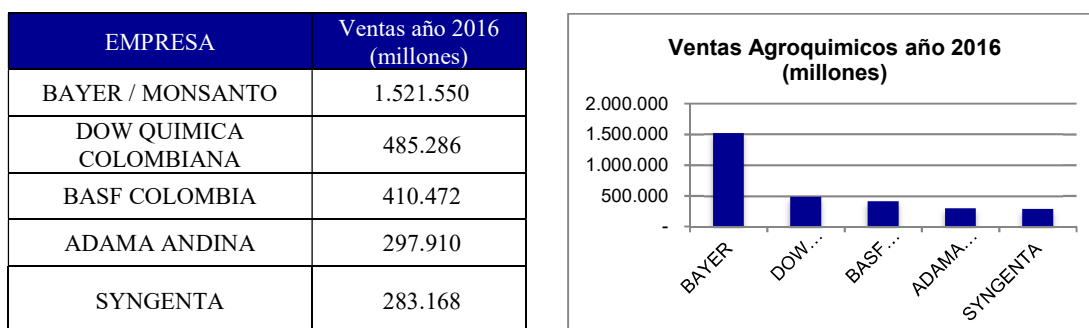 EMPRESA
Ventas año 2016
(millones)
BAYER / MONSANTO
1.521.550
DOW QUIMICA
COLOMBIANA
485.286
BASF COLOMBIA
410.472
ADAMA ANDINA
297.910
SYNGENTA
283.168
Ventas Agroquimicos año 2016
(millones)
2.000.000
1.500.000
1.000.000
500.000
-
BAYER
DOW…
BASF…
ADAMA…
SYNGENTA